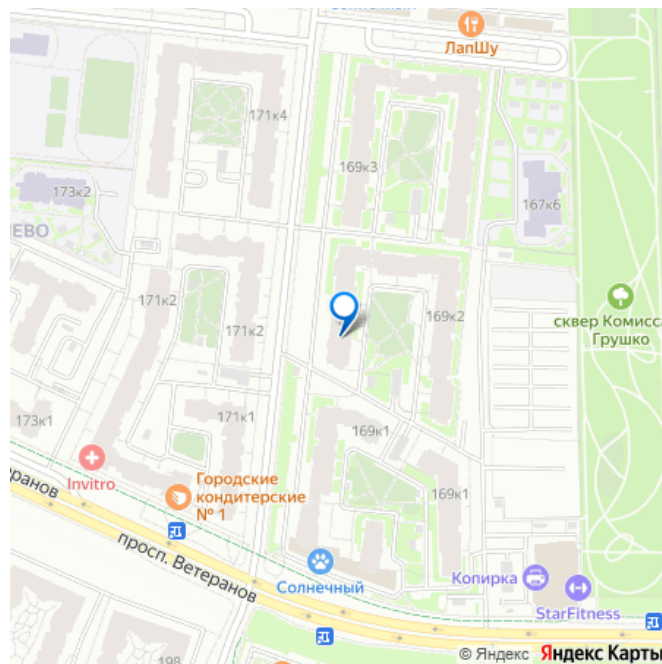 ЛапШу
171к4
169к3
173к2
167к6
ЕВО
171к2
171к2
169к2
сквер Комисса
Грушко
173к1
171к1
169к1
169к1
Invitro
Городские
кондитерские
№ 1
еранов
просп. Ветеранов
Солнечный
Копирка
StarFitness
198
© Яндекс Яндекс Карты